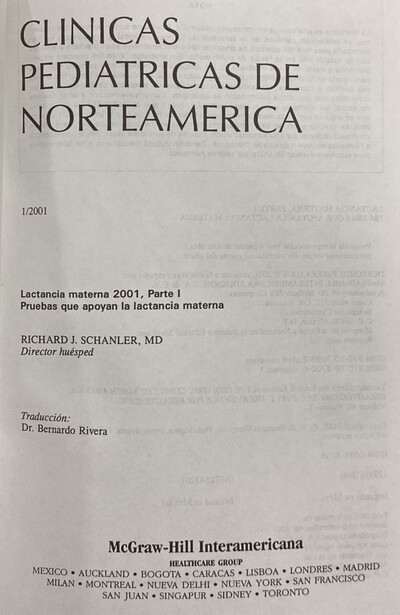 CLINICAS
PEDIATRICAS DE
NORTEAMERICA
1/2001
Lactancia materna 2001, Parte I
Pruebas que apoyan la lactancia materna
RICHARD J. SCHANLER, MD
Director huésped
Traducción:
Dr. Bernardo Rivera
McGraw-Hill Interamericana
HEALTHCARE GROUP
MEXICO • AUCKLAND • BOGOTA • CARACAS • LISBOA • LONDRES • MADRID
MILAN • MONTREAL • NUEVA DELHI • NUEVA YORK • SAN FRANCISCO
SAN JUAN • SINGAPUR • SIDNEY • TORONTO